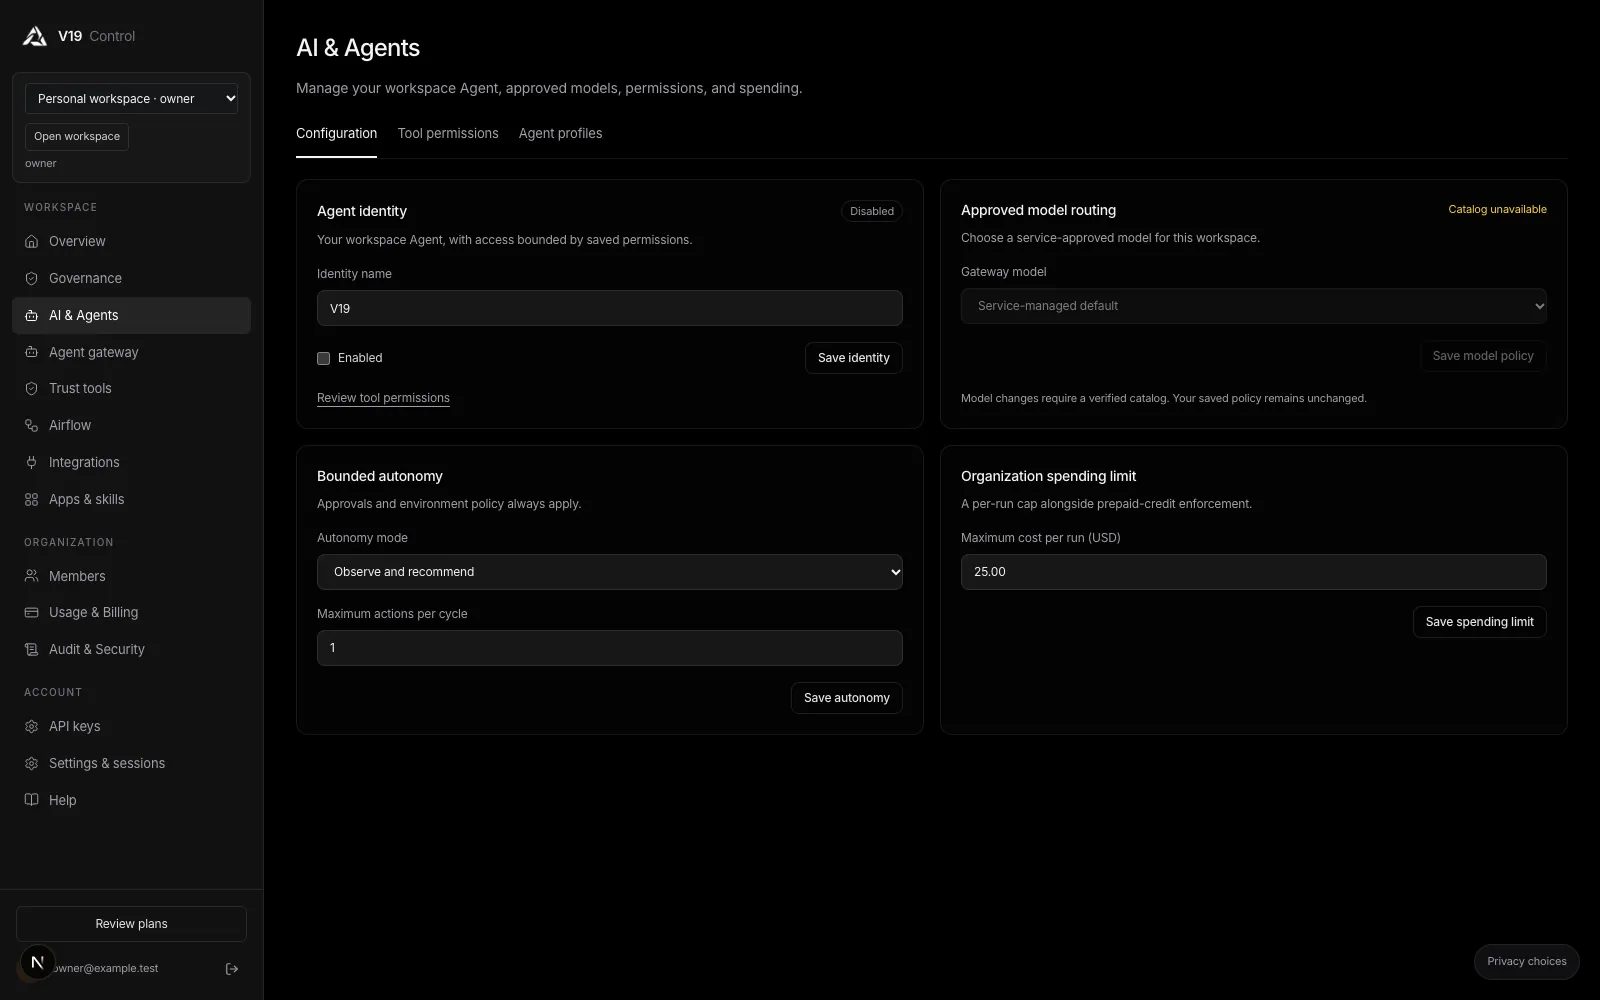 V19 Control
Personal workspace · owner
Open workspace
owner
WORKSPACE
Overview
Governance
AI & Agents
Agent gateway
Trust tools
Airflow
Integrations
Apps & skills
ORGANIZATION
Members
Usage & Billing
Audit & Security
ACCOUNT
API keys
Settings & sessions
Help
Review plans
N
owner@example.test
AI & Agents
Manage your workspace Agent, approved models, permissions, and spending.
Configuration Tool permissions Agent profiles
Agent identity Disabled
Your workspace Agent, with access bounded by saved permissions.
Identity name
V19
Enabled Save identity
Review tool permissions
Approved model routing Catalog unavailable
Choose a service-approved model for this workspace.
Gateway model
Service-managed default
Save model policy
Model changes require a verified catalog. Your saved policy remains unchanged.
Bounded autonomy
Approvals and environment policy always apply.
Autonomy mode
Observe and recommend
Maximum actions per cycle
1
Save autonomy
Organization spending limit
A per-run cap alongside prepaid-credit enforcement.
Maximum cost per run (USD)
25.00
Save spending limit
Privacy choices